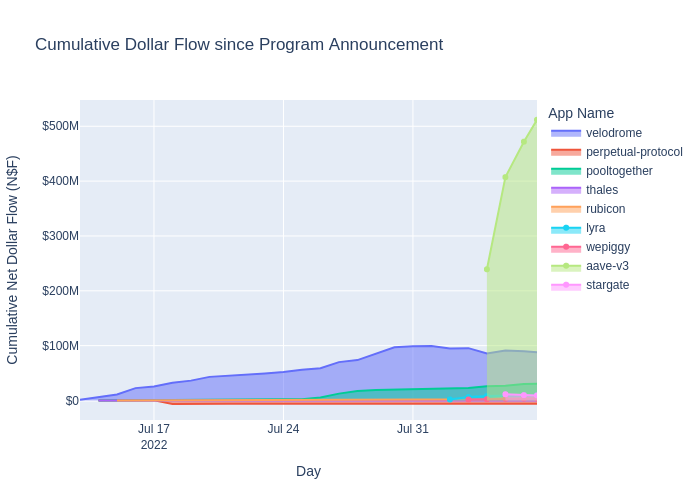 Cumulative Dollar Flow since Program Announcement
Cumulative Net Dollar Flow (N$F)
$500M
$400M
$300M
$200M
$100M
$0
Jul 17
2022
Jul 24
Jul 31
Day
App Name
velodrome
perpetual-protocol
pooltogether
thales
rubicon
lyra
wepiggy
aave-v3
stargate